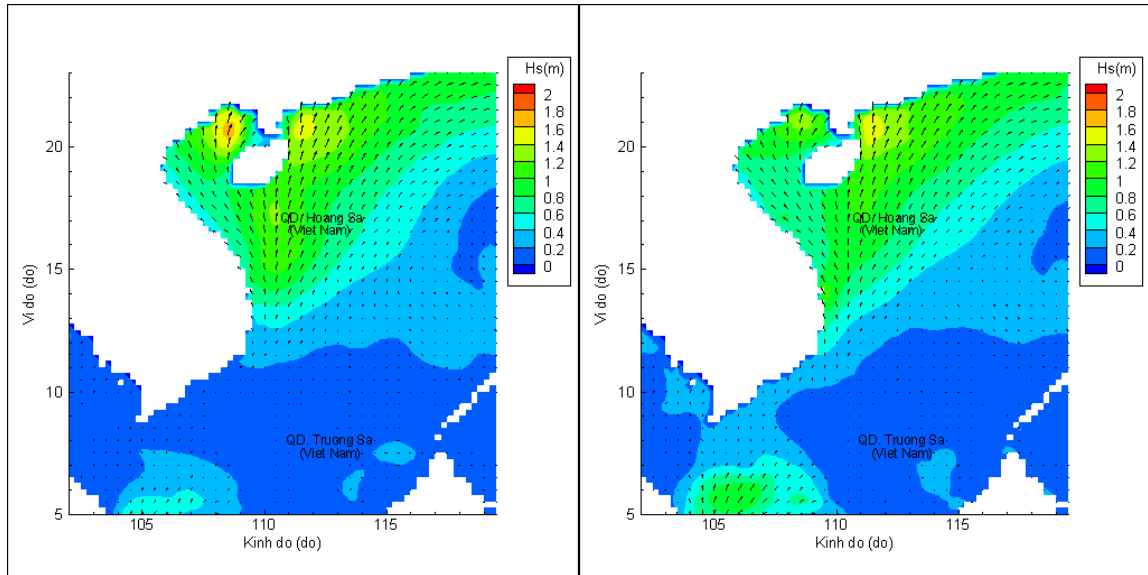 Hs(m)
2
1.8
1.6
1.4
1.2
1
0.8
0.6
0.4
0.2
0
20
15
10
5
Vi do (do)
QD. Hoang Sa
(Viet Nam)
QD. Truong Sa
(Viet Nam)
105
110
115
Kinh do (do)
Hs(m)
2
1.8
1.6
1.4
1.2
1
0.8
0.6
0.4
0.2
0
20
15
10
5
Vi do (do)
QD. Hoang Sa
(Viet Nam)
QD. Truong Sa
(Viet Nam)
105
110
115
Kinh do (do)